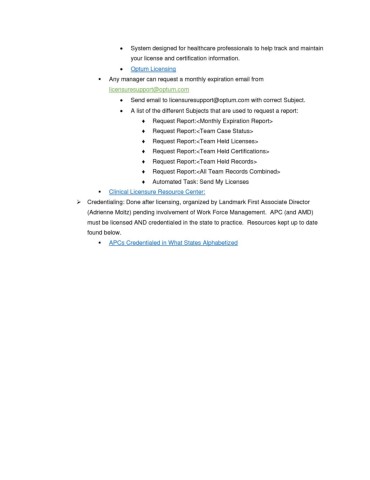 • System designed for healthcare professionals to help track and maintain
your license and certification information.
• Optum Licensing
▪ Any manager can request a monthly expiration email from
licensuresupport@optum.com
• Send email to licensuresupport@optum.com with correct Subject.
• A list of the different Subjects that are used to request a report:
♦ Request Report:<Monthly Expiration Report>
♦ Request Report:<Team Case Status>
♦ Request Report:<Team Held Licenses>
♦ Request Report:<Team Held Certifications>
♦ Request Report:<Team Held Records>
♦ Request Report:<All Team Records Combined>
♦ Automated Task: Send My Licenses
▪ Clinical Licensure Resource Center:
➢ Credentialing: Done after licensing, organized by Landmark First Associate Director
(Adrienne Moltz) pending involvement of Work Force Management. APC (and AMD)
must be licensed AND credentialed in the state to practice. Resources kept up to date
found below.
▪ APCs Credentialed in What States Alphabetized